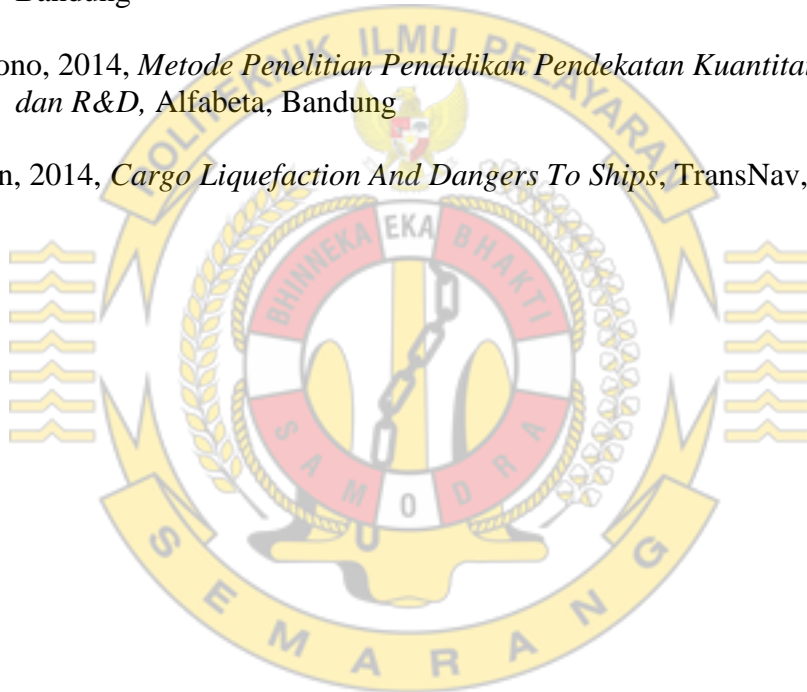 Bandung
ono, 2014, Metode Penelitian Pendidikan Pendekatan Kuantita
dan R&D, Alfabeta, Bandung
n, 2014, Cargo Liquefaction And Dangers To Ships, TransNav,
POLITEKNIK ILMU PELAYARAN
BHINNEKA EKA BHAKTI
SAMODRA
SEMARANG